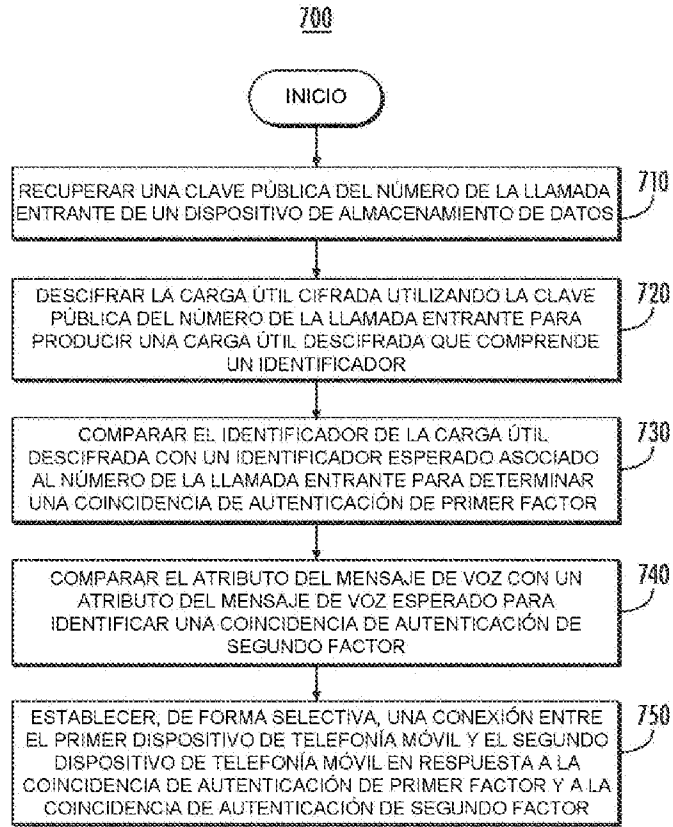 700
INICIO
RECUPERAR UNA CLAVE PÚBLICA DEL NÚMERO DE LA LLAMADA
ENTRANTE DE UN DISPOSITIVO DE ALMACENAMIENTO DE DATOS
710
DESCIFRAR LA CARGA ÚTIL CIFRADA UTILIZANDO LA CLAVE
PÚBLICA DEL NÚMERO DE LA LLAMADA ENTRANTE PARA
PRODUCIR UNA CARGA ÚTIL DESCIFRADA QUE COMPRENDE
UN IDENTIFICADOR
720
COMPARAR EL IDENTIFICADOR DE LA CARGA ÚTIL
DESCIFRADA CON UN IDENTIFICADOR ESPERADO ASOCIADO
AL NÚMERO DE LA LLAMADA ENTRANTE PARA DETERMINAR
UNA COINCIDENCIA DE AUTENTICACIÓN DE PRIMER FACTOR
730
COMPARAR EL ATRIBUTO DEL MENSAJE DE VOZ CON UN
ATRIBUTO DEL MENSAJE DE VOZ ESPERADO PARA
IDENTIFICAR UNA COINCIDENCIA DE AUTENTICACIÓN DE
SEGUNDO FACTOR
740
ESTABLECER, DE FORMA SELECTIVA, UNA CONEXIÓN ENTRE
EL PRIMER DISPOSITIVO DE TELEFONÍA MÓVIL Y EL SEGUNDO
DISPOSITIVO DE TELEFONÍA MÓVIL EN RESPUESTA A LA
COINCIDENCIA DE AUTENTICACIÓN DE PRIMER FACTOR Y A LA
COINCIDENCIA DE AUTENTICACIÓN DE SEGUNDO FACTOR
750